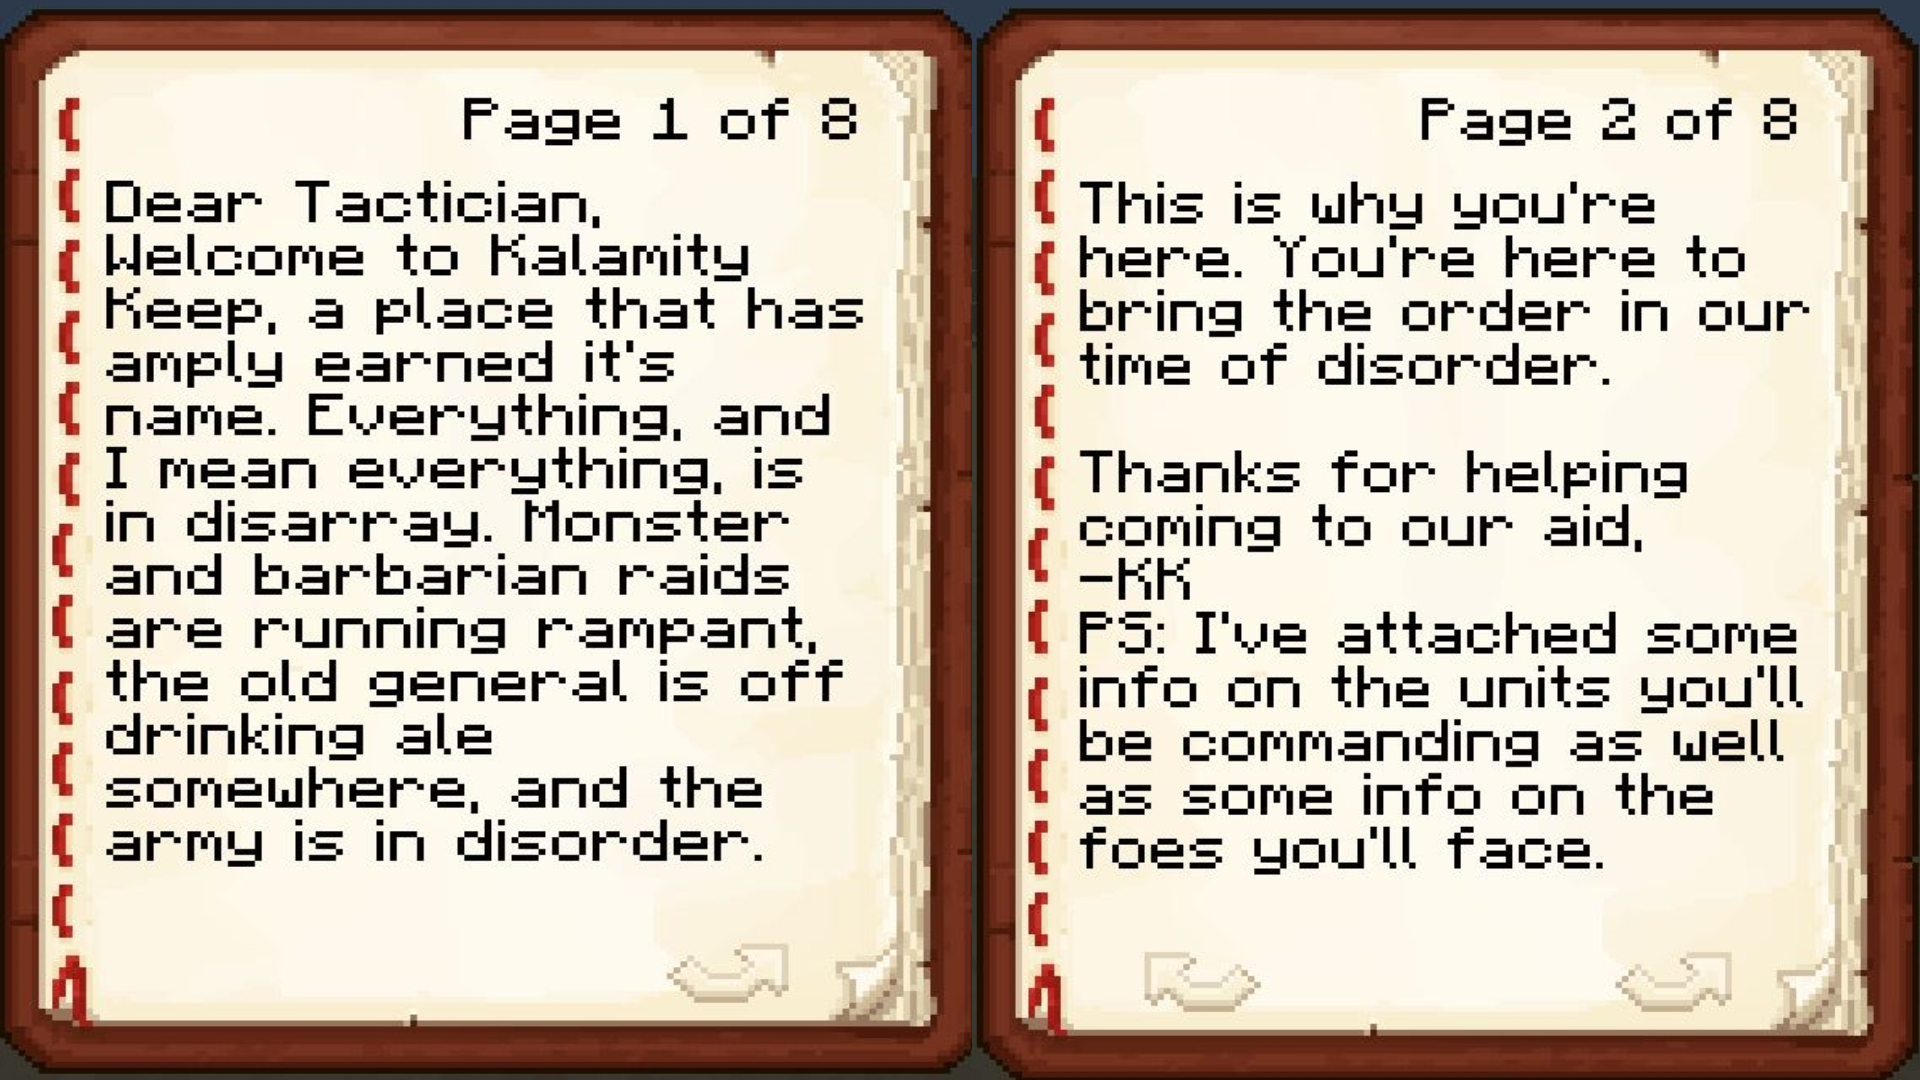 Page 1 of 8
Dear Tactician,
Welcome to Kalamity
Keep, a place that has
amply earned it's
name. Everything, and
I mean everything, is
in disarray. Monster
and barbarian raids
are running rampant,
the old general is off
drinking ale
somewhere, and the
army is in disorder.
Page 2 of 8
This is why you're
here. You're here to
bring the order in our
time of disorder.
Thanks for helping
coming to our aid,
-KK
PS: I've attached some
info on the units you'll
be commanding as well
as some info on the
foes you'll face.